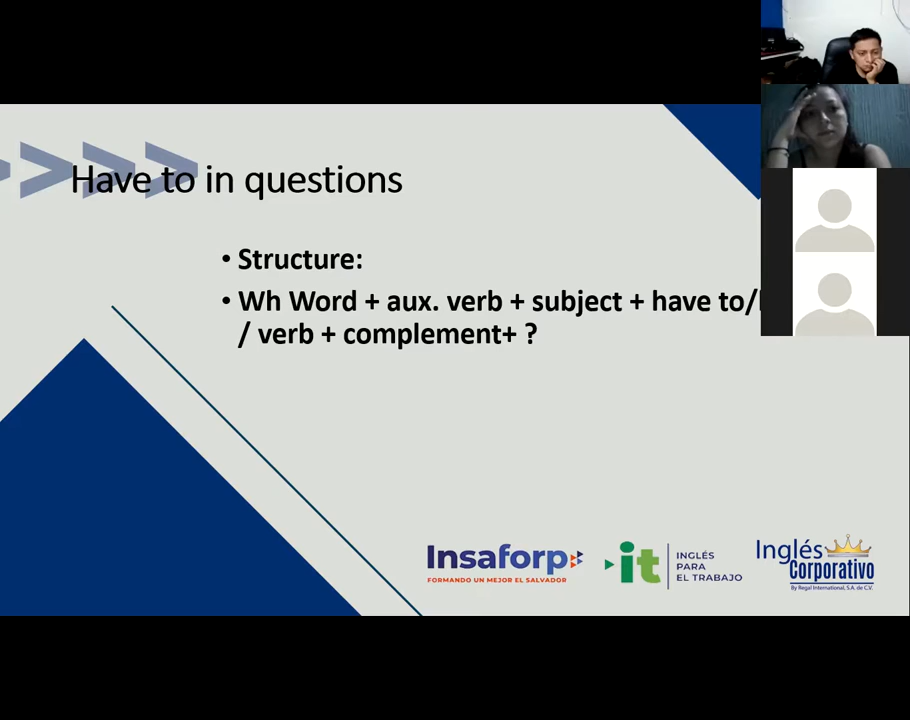 Have to in questions
• Structure:
• Wh Word + aux. verb + subject + have to/
/ verb + complement+ ?
Insaforp
FORMANDO UN MEJOR EL SALVADOR
it
INGLÉS
PARA
EL TRABAJO
Inglés
Corporativo
By Regal International, S.A. de C.V.